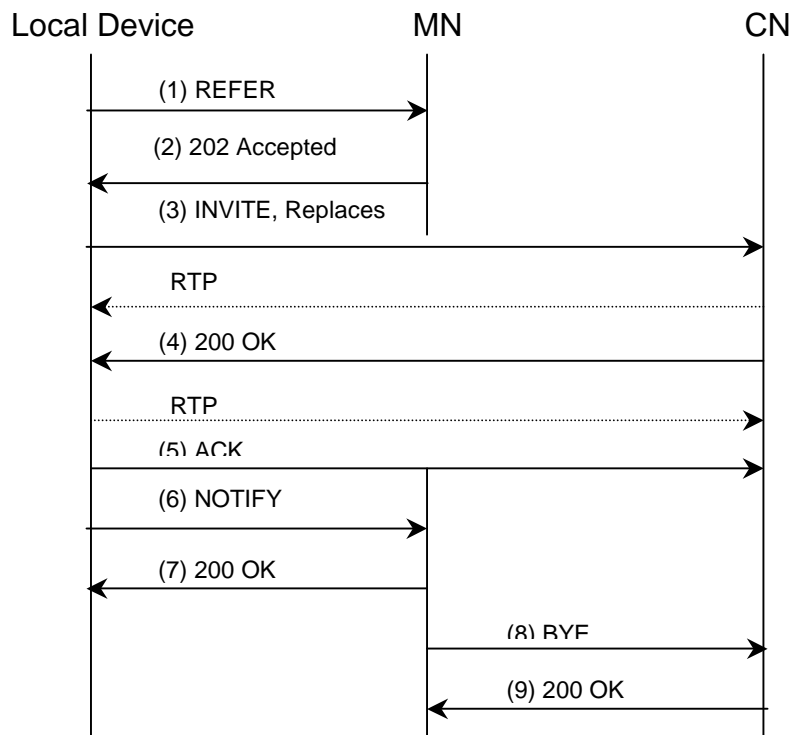 Local Device MN CN
(1) REFER
(2) 202 Accepted
(3) INVITE, Replaces
RTP
(4) 200 OK
RTP
(5) ACK
(6) NOTIFY
(7) 200 OK
(8) BYE
(9) 200 OK